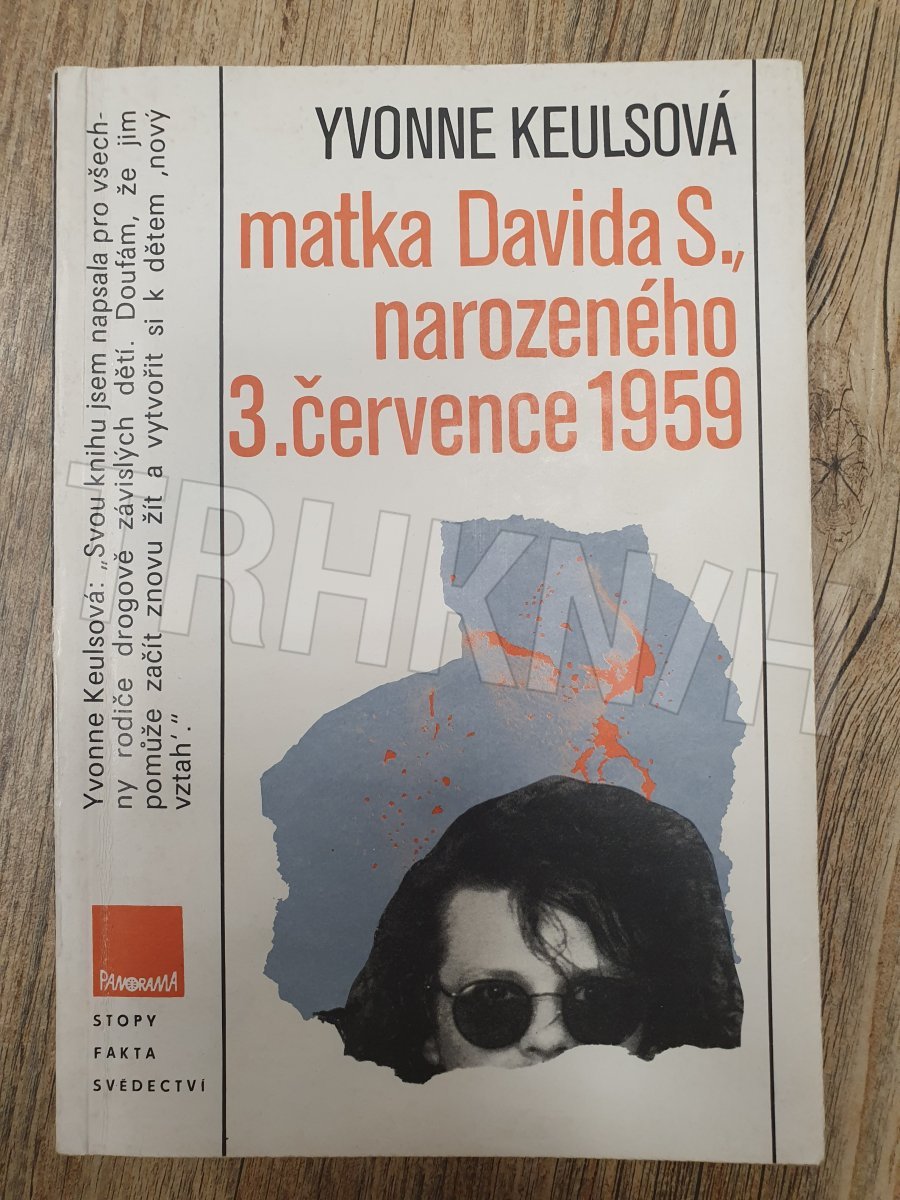 YVONNE KEULSOVÁ
matka Davida S.,
narozeného
3. července 1959
Yvonne Keulsová: „Svou knihu jsem napsala pro všech-
ny rodiče drogově závislých dětí. Doufám, že jim
pomůže začít znovu žít a vytvořit si k dětem ‚nový
vztah‘.“
PANORAMA
STOPY
FAKTA
SVĚDECTVÍ
TRHKNIH